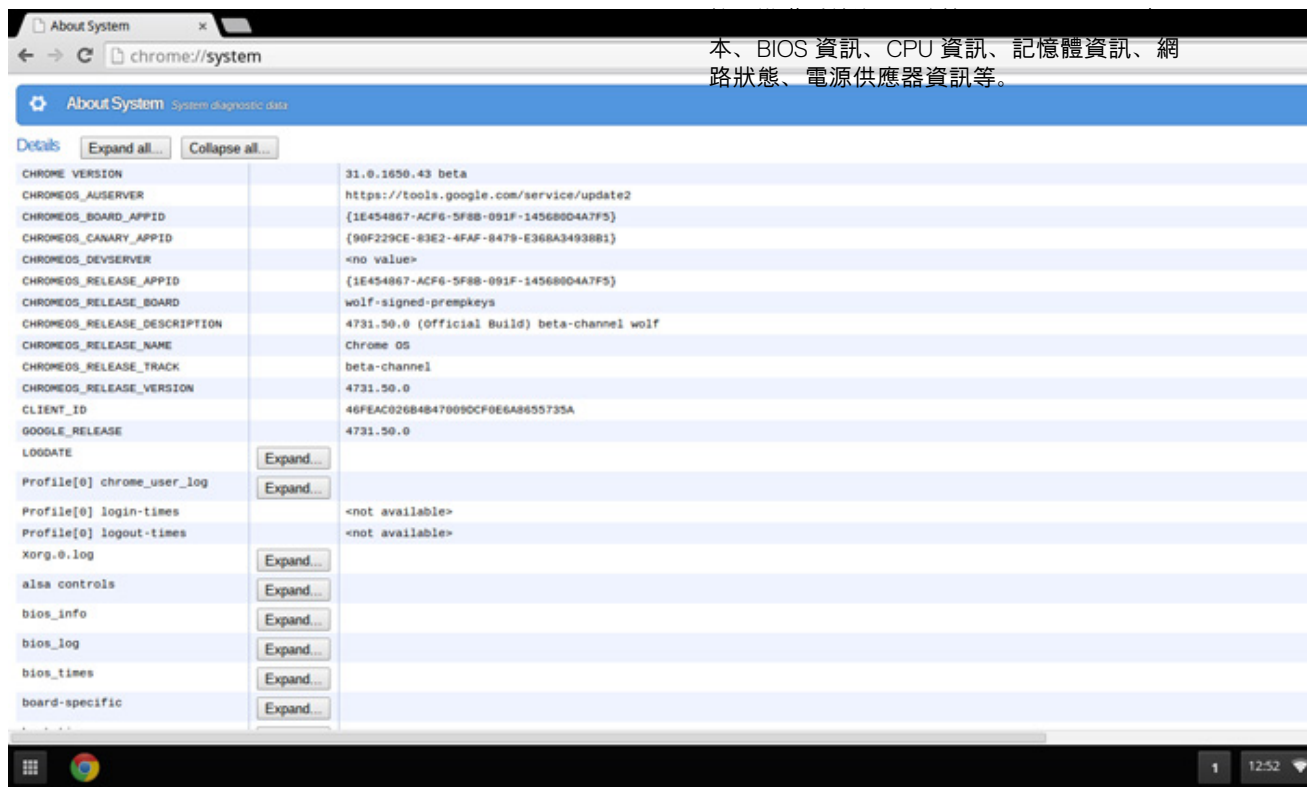 About System ×
chrome://system
本、BIOS 資訊、CPU 資訊、記憶體資訊、網
路狀態、電源供應器資訊等。
About System System diagnostic data
Details Expand all... Collapse all...
CHROME VERSION 31.0.1650.43 beta
CHROMEOS_AUSERVER https://tools.google.com/service/update2
CHROMEOS_BOARD_APPID {1E454867-ACF6-5F8B-091F-145680D4A7F5}
CHROMEOS_CANARY_APPID {90F229CE-83E2-4FAF-8479-E368A34938B1}
CHROMEOS_DEVSERVER <no value>
CHROMEOS_RELEASE_APPID {1E454867-ACF6-5F8B-091F-145680D4A7F5}
CHROMEOS_RELEASE_BOARD wolf-signed-prempkeys
CHROMEOS_RELEASE_DESCRIPTION 4731.50.0 (Official Build) beta-channel wolf
CHROMEOS_RELEASE_NAME Chrome OS
CHROMEOS_RELEASE_TRACK beta-channel
CHROMEOS_RELEASE_VERSION 4731.50.0
CLIENT_ID 46FEAC026B4B47009DCF0E6A8655735A
GOOGLE_RELEASE 4731.50.0
LOGDATE Expand...
Profile[0] chrome_user_log Expand...
Profile[0] login-times <not available>
Profile[0] logout-times <not available>
Xorg.0.log Expand...
alsa controls Expand...
bios_info Expand...
bios_log Expand...
bios_times Expand...
board-specific Expand...
1 12:52